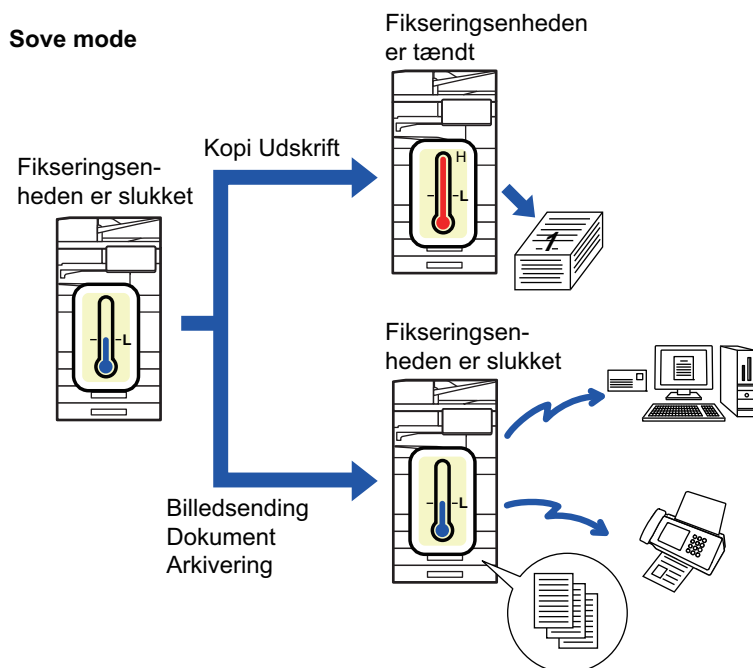 Sove mode
Fikseringsen-
heden er slukket
L
Kopi Udskrift
Fikseringsenheden
er tændt
H
L
1
Billedsending
Dokument
Arkivering
Fikseringsen-
heden er slukket
L